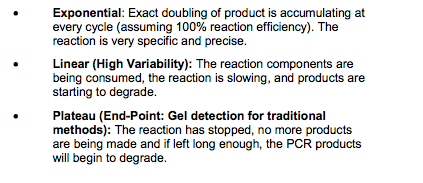 • Exponential: Exact doubling of product is accumulating at
every cycle (assuming 100% reaction efficiency). The
reaction is very specific and precise.
• Linear (High Variability): The reaction components are
being consumed, the reaction is slowing, and products are
starting to degrade.
• Plateau (End-Point: Gel detection for traditional
methods): The reaction has stopped, no more products
are being made and if left long enough, the PCR products
will begin to degrade.